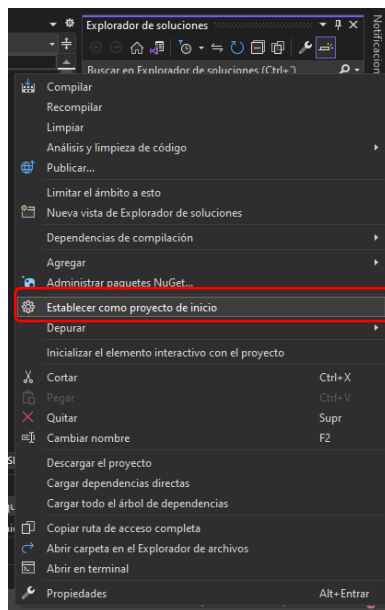 Explorador de soluciones
Buscar en Explorador de soluciones (Ctrl+¨)
Notificacion
Compilar
Recompilar
Limpiar
Análisis y limpieza de código
Publicar...
Limitar el ámbito a esto
Nueva vista de Explorador de soluciones
Dependencias de compilación
Agregar
Administrar paquetes NuGet...
Establecer como proyecto de inicio
Depurar
Inicializar el elemento interactivo con el proyecto
Cortar Ctrl+X
Pegar Ctrl+V
Quitar Supr
Cambiar nombre F2
Descargar el proyecto
Cargar dependencias directas
Cargar todo el árbol de dependencias
Copiar ruta de acceso completa
Abrir carpeta en el Explorador de archivos
Abrir en terminal
Propiedades Alt+Entrar